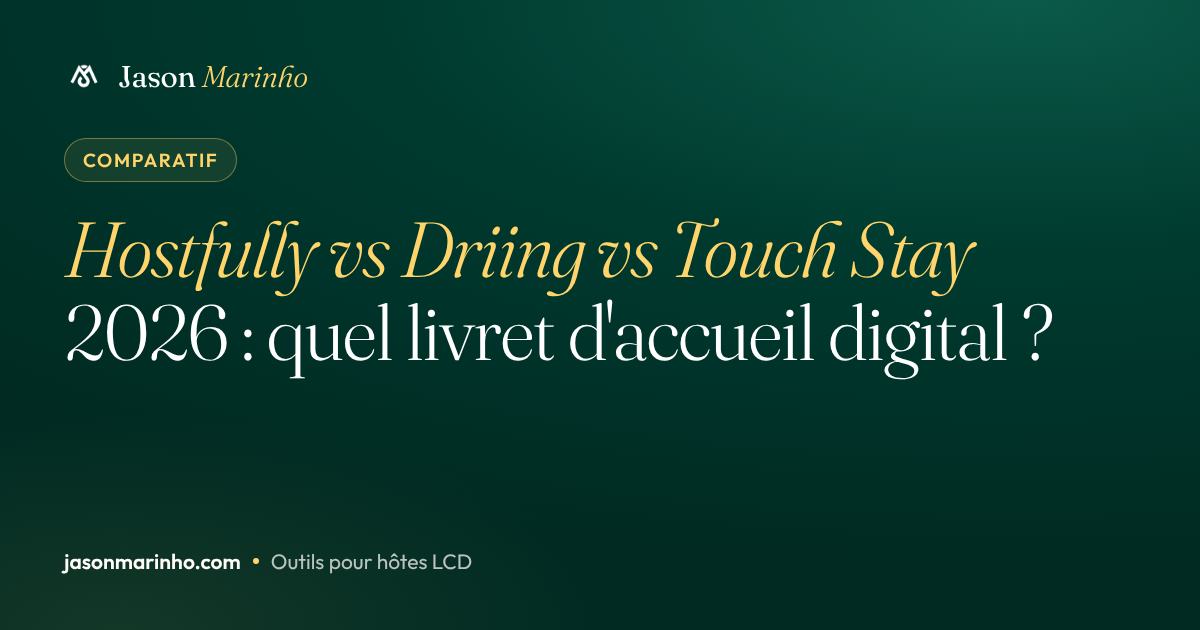 Jason Marinho
COMPARATIF
Hostfully vs Driing vs Touch Stay
2026 : quel livret d'accueil digital ?
jasonmarinho.com • Outils pour hôtes LCD